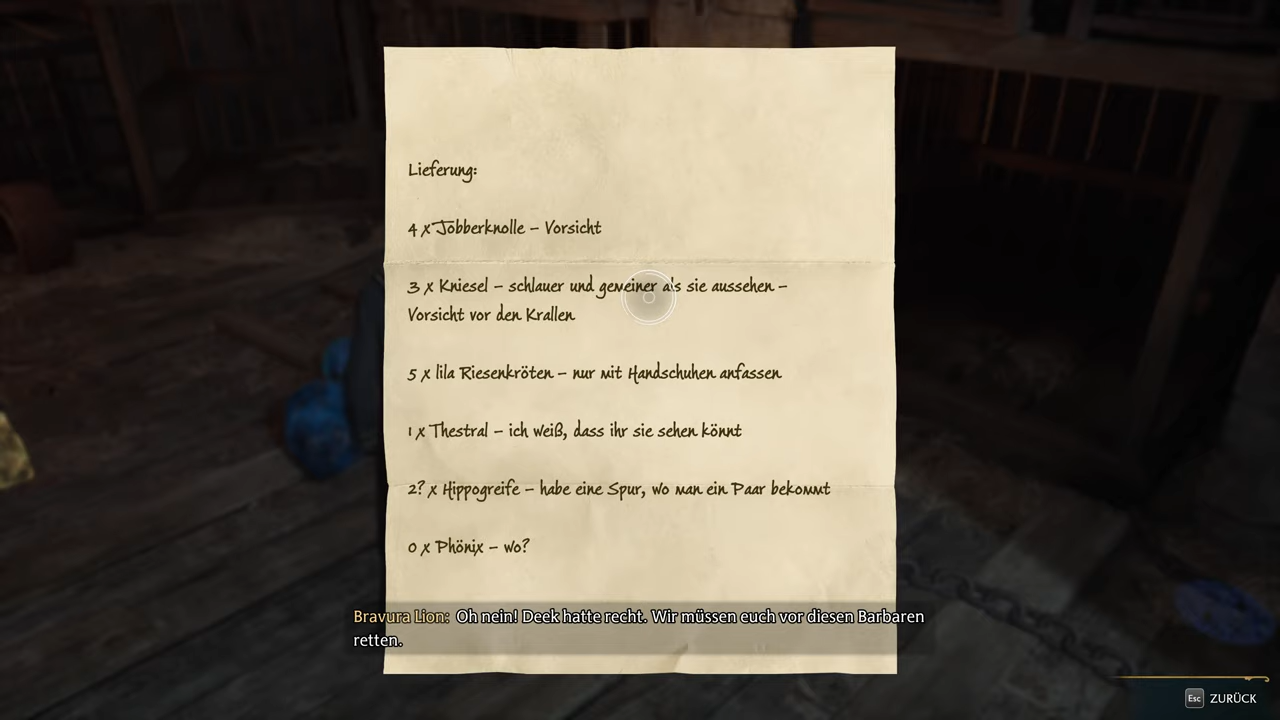 Lieferung:
4 x Jobberknolle – Vorsicht
3 x Kniesel – schlauer und gemeiner als sie aussehen –
Vorsicht vor den Krallen
5 x lila Riesenkröten – nur mit Handschuhen anfassen
1 x Thestral – ich weiß, dass ihr sie sehen könnt
2? x Hippogreife – habe eine Spur, wo man ein Paar bekommt
0 x Phönix – wo?
Bravura Lion: Oh nein! Deek hatte recht. Wir müssen euch vor diesen Barbaren
retten.
Esc ZURÜCK